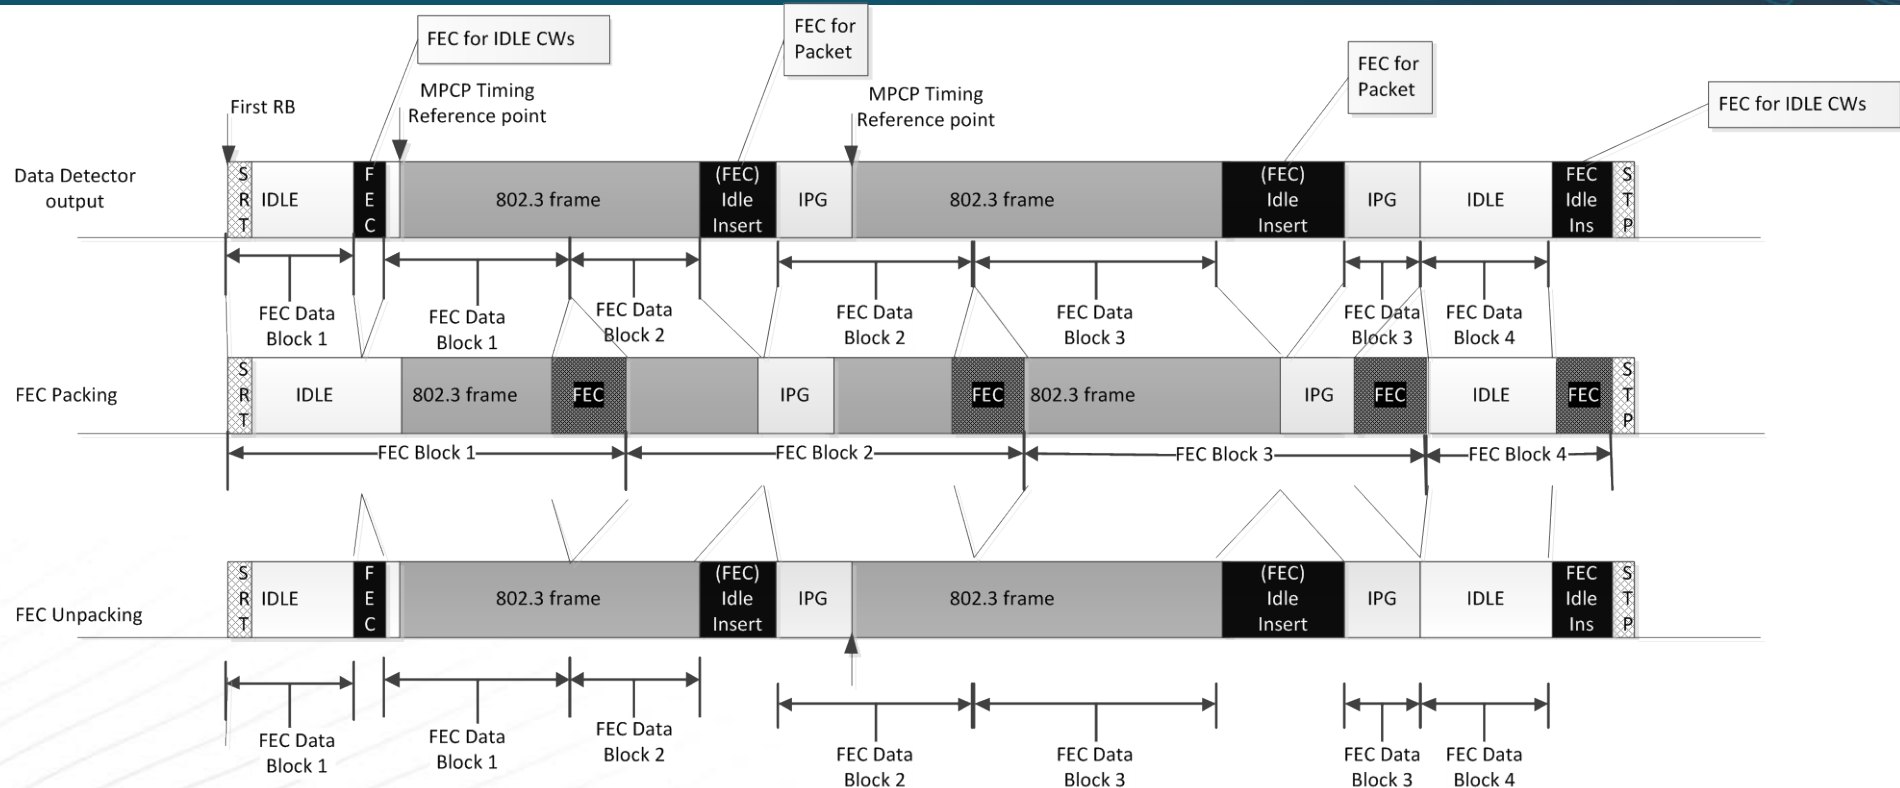 FEC for IDLE CWs
FEC for
Packet
FEC for
Packet
FEC for IDLE CWs
First RB
MPCP Timing
Reference point
MPCP Timing
Reference point
Data Detector
output
S
R
T
IDLE
F
E
C
802.3 frame
(FEC)
Idle
Insert
IPG
802.3 frame
(FEC)
Idle
Insert
IPG
IDLE
FEC
Idle
Ins
S
T
P
FEC Data
Block 1
FEC Data
Block 1
FEC Data
Block 2
FEC Data
Block 2
FEC Data
Block 3
FEC Data
Block 3
FEC Data
Block 4
FEC Packing
S
R
T
IDLE
802.3 frame
FEC
IPG
FEC
802.3 frame
IPG
FEC
IDLE
FEC
S
T
P
FEC Block 1
FEC Block 2
FEC Block 3
FEC Block 4
FEC Unpacking
S
R
T
IDLE
F
E
C
802.3 frame
(FEC)
Idle
Insert
IPG
802.3 frame
(FEC)
Idle
Insert
IPG
IDLE
FEC
Idle
Ins
S
T
P
FEC Data
Block 1
FEC Data
Block 1
FEC Data
Block 2
FEC Data
Block 2
FEC Data
Block 3
FEC Data
Block 3
FEC Data
Block 4